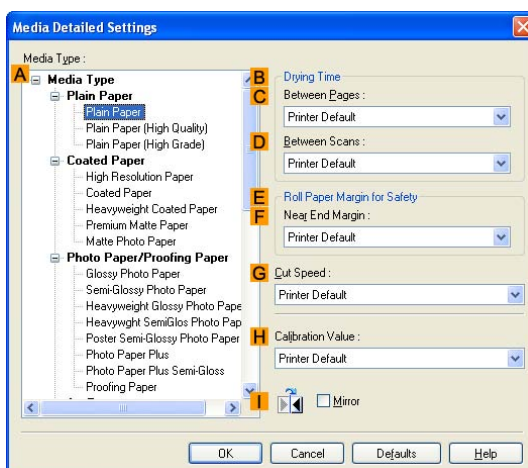 Media Detailed Settings
Media Type :
A
Media Type
Plain Paper
Plain Paper
Plain Paper (High Quality)
Plain Paper (High Grade)
Coated Paper
High Resolution Paper
Coated Paper
Heavyweight Coated Paper
Premium Matte Paper
Matte Photo Paper
Photo Paper/Proofing Paper
Glossy Photo Paper
Semi-Glossy Photo Paper
Heavyweight Glossy Photo Pape
Heavywght SemiGlos Photo Pap
Poster Semi-Glossy Photo Paper
Photo Paper Plus
Photo Paper Plus Semi-Gloss
Proofing Paper
B Drying Time
C Between Pages :
Printer Default
D Between Scans :
Printer Default
E Roll Paper Margin for Safety
F Near End Margin :
Printer Default
G Cut Speed :
Printer Default
H Calibration Value :
Printer Default
I Mirror
OK Cancel Defaults Help